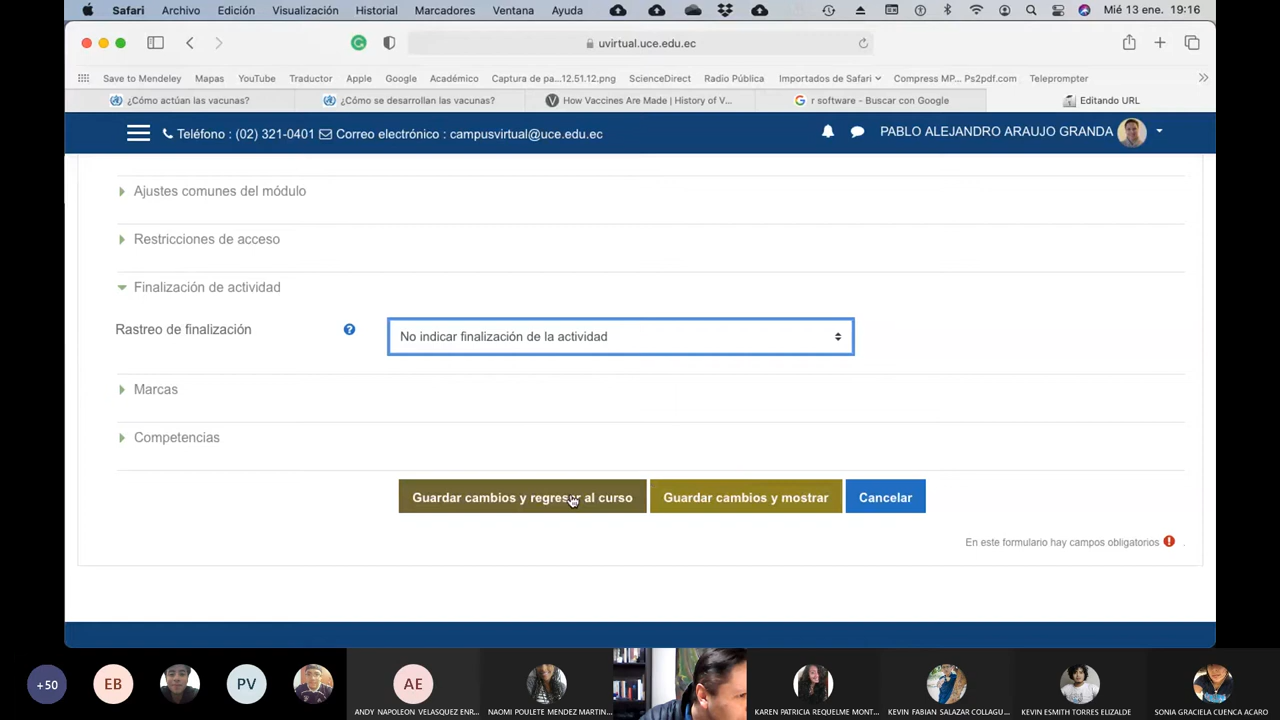 Safari Archivo Edición Visualización Historial Marcadores Ventana Ayuda Mié 13 ene. 19:16
uvirtual.uce.edu.ec
Save to Mendeley Mapas YouTube Traductor Apple Google Académico Captura de pa...12.51.12.png ScienceDirect Radio Pública Importados de Safari Compress MP... Ps2pdf.com Teleprompter
¿Cómo actúan las vacunas? ¿Cómo se desarrollan las vacunas? How Vaccines Are Made | History of V... r software - Buscar con Google Editando URL
Teléfono : (02) 321-0401 Correo electrónico : campusvirtual@uce.edu.ec PABLO ALEJANDRO ARAUJO GRANDA
Ajustes comunes del módulo
Restricciones de acceso
Finalización de actividad
Rastreo de finalización ? No indicar finalización de la actividad
Marcas
Competencias
Guardar cambios y regresar al curso Guardar cambios y mostrar Cancelar
En este formulario hay campos obligatorios ! .
+50 EB PV AE
ANDY NAPOLEON VELASQUEZ ENR... NAOMI POULETE MENDEZ MARTIN... KAREN PATRICIA REQUELME MONT... KEVIN FABIAN SALAZAR COLLAGU... KEVIN ESMITH TORRES ELIZALDE SONIA GRACIELA CUENCA ACARO